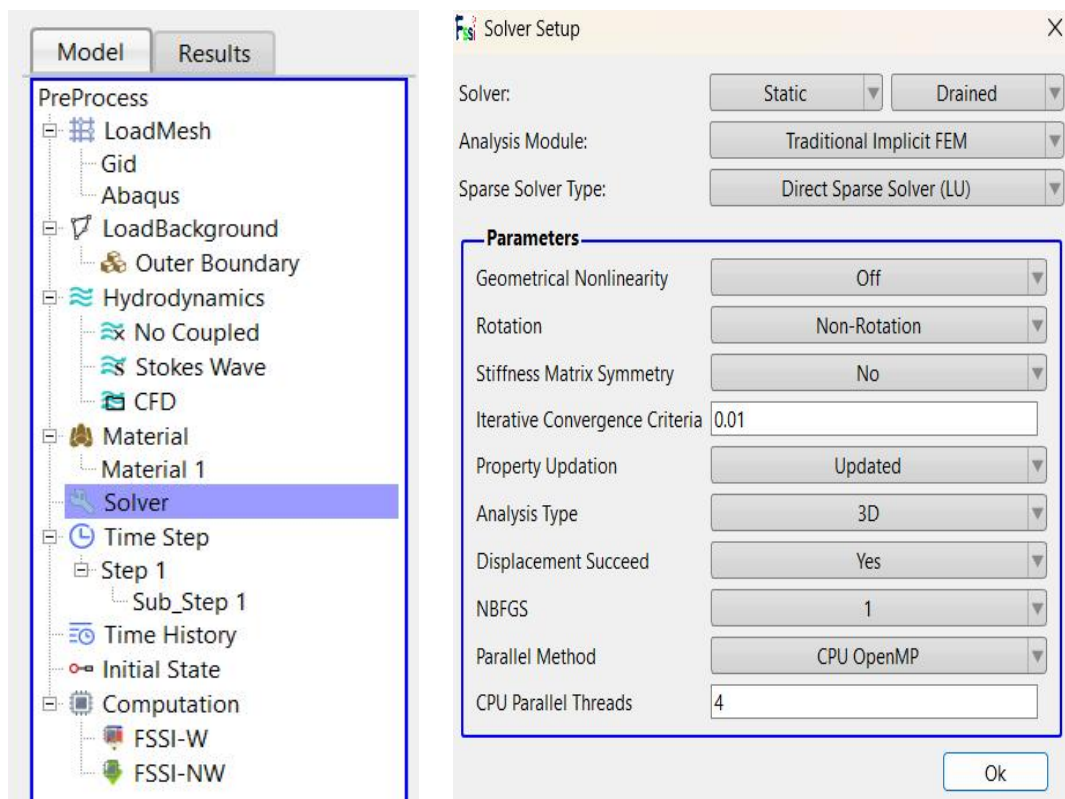 Model Results
PreProcess
LoadMesh
Gid
Abaqus
LoadBackground
Outer Boundary
Hydrodynamics
No Coupled
Stokes Wave
CFD
Material
Material 1
Solver
Time Step
Step 1
Sub_Step 1
Time History
Initial State
Computation
FSSI-W
FSSI-NW
Fssi Solver Setup
Solver: Static Drained
Analysis Module: Traditional Implicit FEM
Sparse Solver Type: Direct Sparse Solver (LU)
Parameters
Geometrical Nonlinearity Off
Rotation Non-Rotation
Stiffness Matrix Symmetry No
Iterative Convergence Criteria 0.01
Property Updation Updated
Analysis Type 3D
Displacement Succeed Yes
NBFGS 1
Parallel Method CPU OpenMP
CPU Parallel Threads 4
Ok